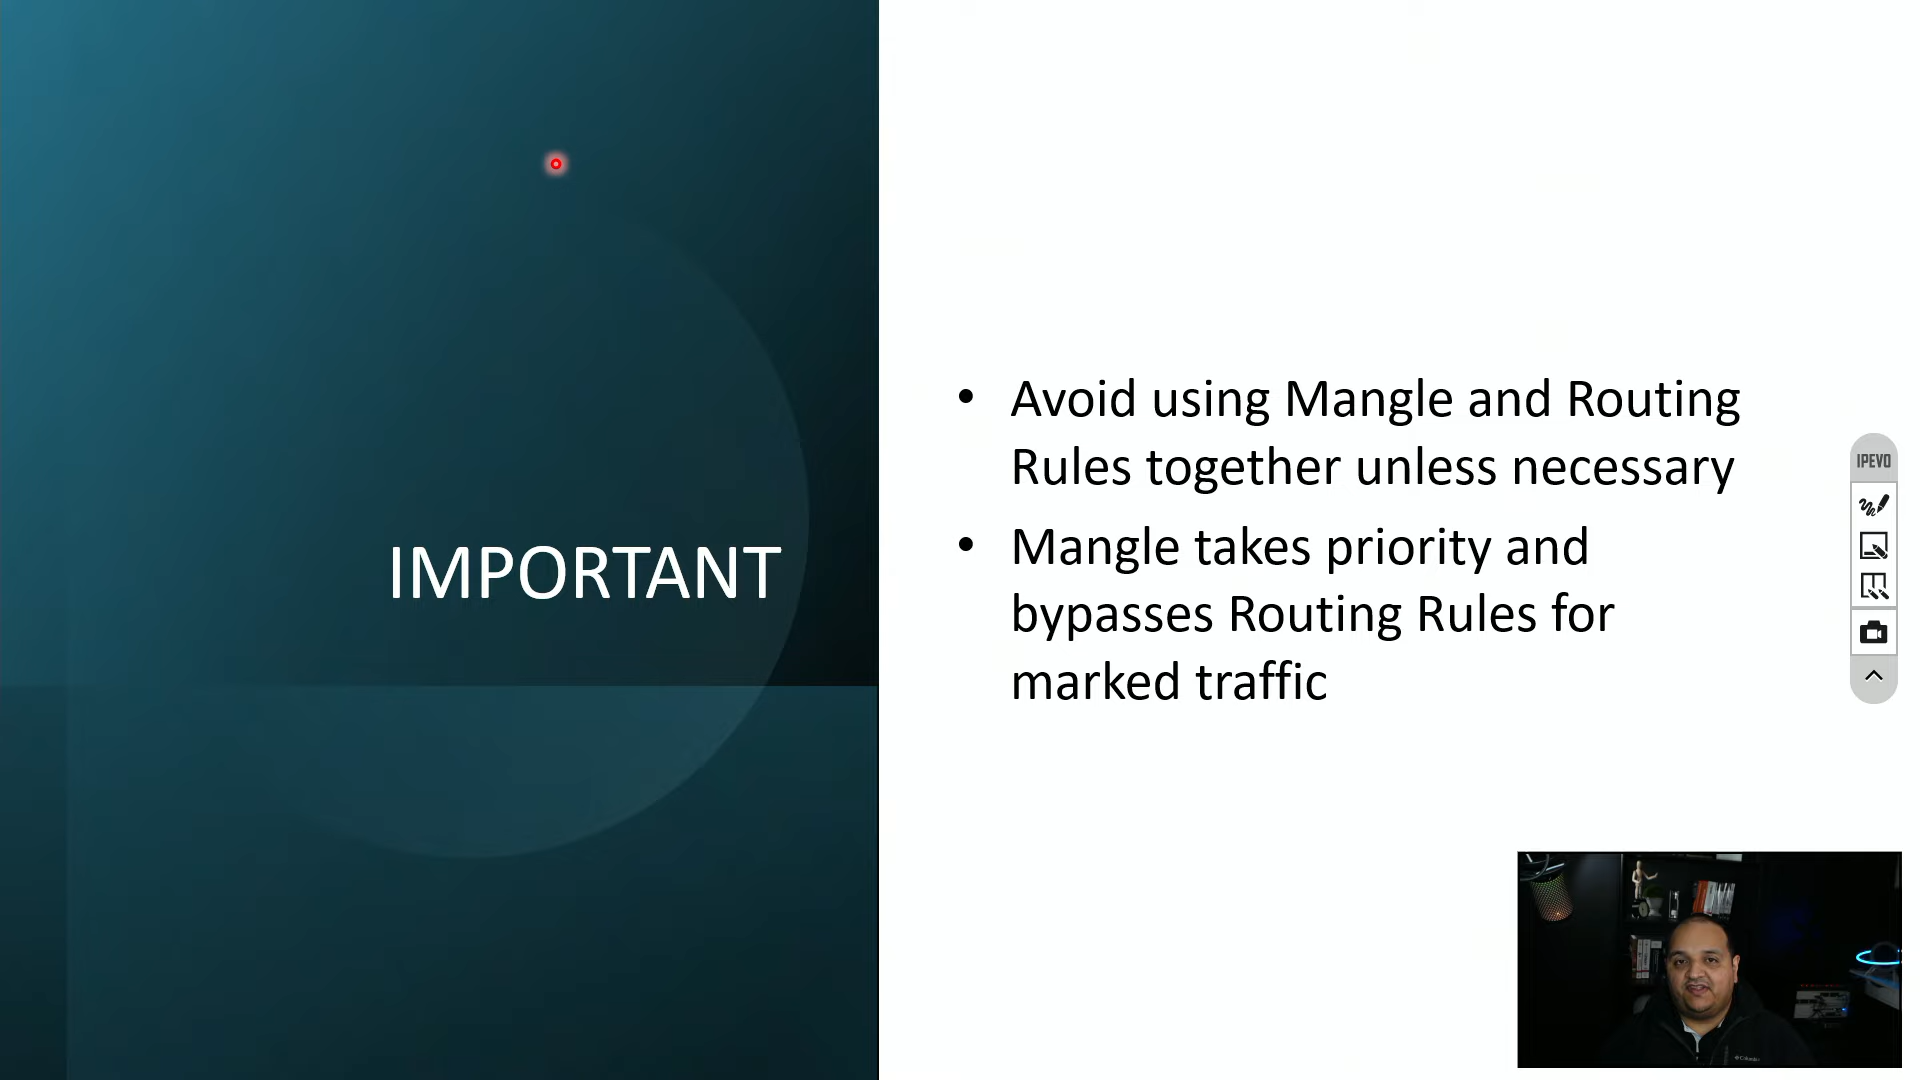 IMPORTANT
• Avoid using Mangle and Routing
Rules together unless necessary
• Mangle takes priority and
bypasses Routing Rules for
marked traffic
IPEVO
Columbia